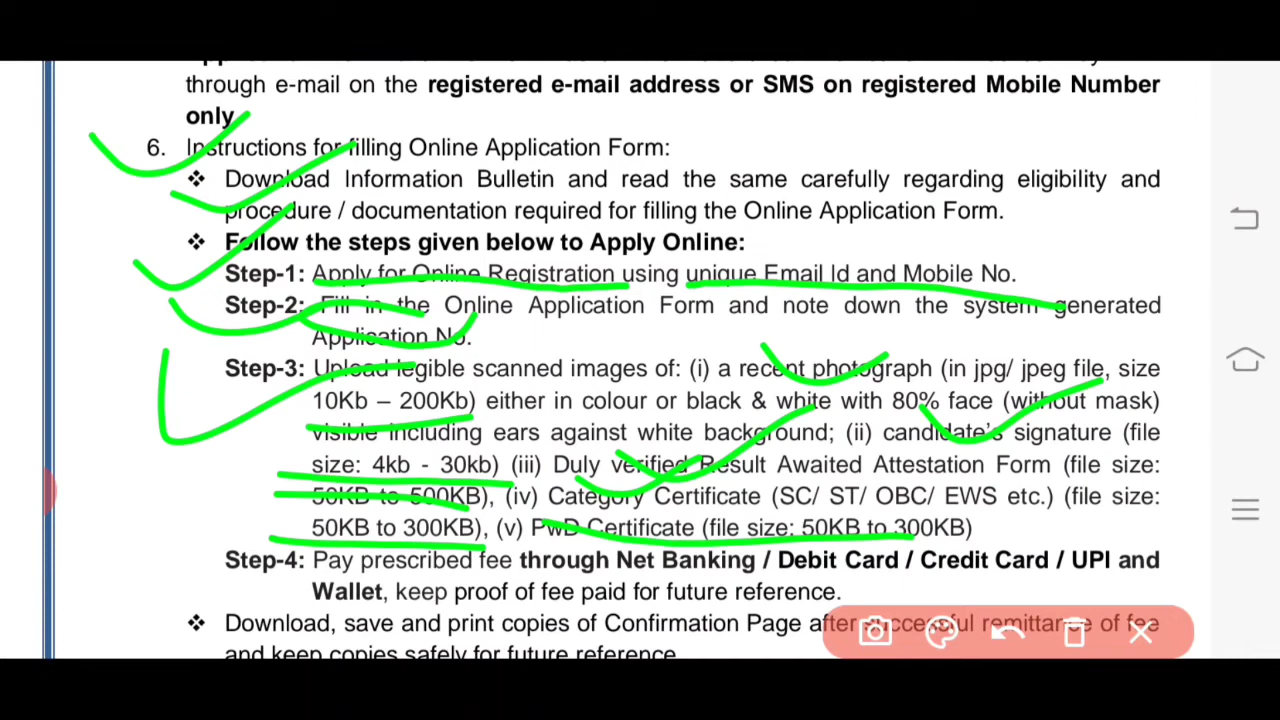 through e-mail on the registered e-mail address or SMS on registered Mobile Number
only
6. Instructions for filling Online Application Form:
❖ Download Information Bulletin and read the same carefully regarding eligibility and
procedure / documentation required for filling the Online Application Form.
❖ Follow the steps given below to Apply Online:
Step-1: Apply for Online Registration using unique Email Id and Mobile No.
Step-2: Fill in the Online Application Form and note down the system generated
Application No.
Step-3: Upload legible scanned images of: (i) a recent photograph (in jpg/ jpeg file, size
10Kb – 200Kb) either in colour or black & white with 80% face (without mask)
visible including ears against white background; (ii) candidate's signature (file
size: 4kb - 30kb) (iii) Duly verified Result Awaited Attestation Form (file size:
50KB to 500KB), (iv) Category Certificate (SC/ ST/ OBC/ EWS etc.) (file size:
50KB to 300KB), (v) PwD Certificate (file size: 50KB to 300KB)
Step-4: Pay prescribed fee through Net Banking / Debit Card / Credit Card / UPI and
Wallet, keep proof of fee paid for future reference.
❖ Download, save and print copies of Confirmation Page after successful remittance of fee
and keep copies safely for future reference.